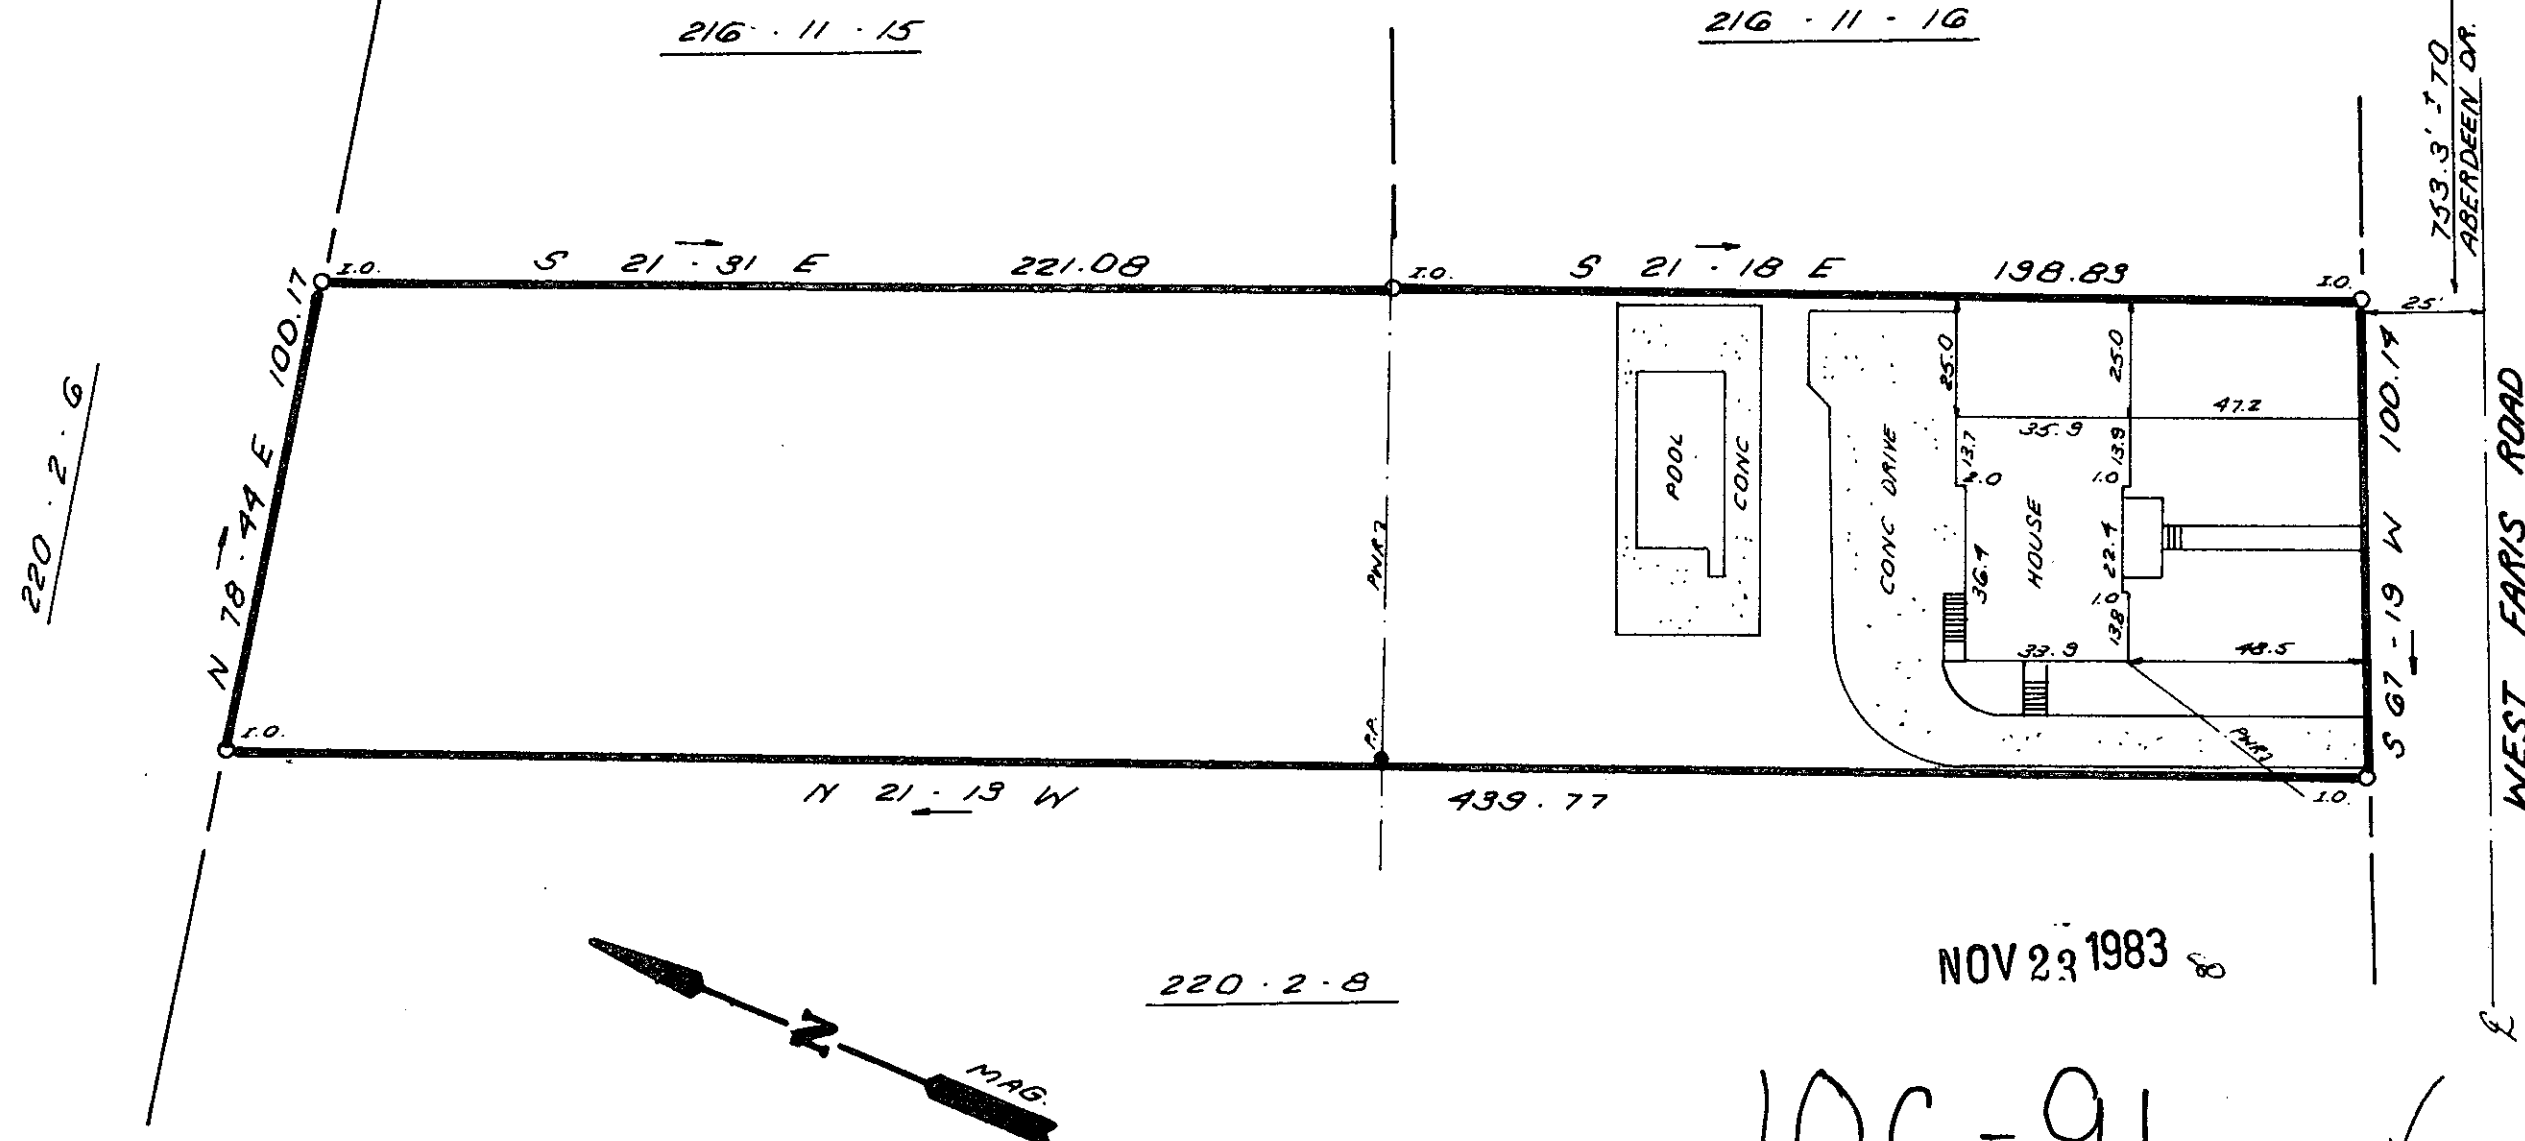 216 · 11 · 15
216 · 11 - 16
753.3' ± TO
ABERDEEN DR.
I.O.
S 21 · 31 E 221.08
I.O.
S 21 · 18 E 198.83
I.O.
25'
N 78 · 44 E 100.17
220 · 2 · 6
25.0
25.0
47.2
35.9
13.7
13.9
2.0
1.0
POOL
CONC
CONC DRIVE
HOUSE
36.4
22.4
1.0
13.8
33.9
48.5
PWR
P.P.
PWR
S 67 - 19 W 100.14
WEST FARIS ROAD
I.O.
N 21 - 19 W 439.77
I.O.
220 · 2 - 8
NOV 23 1983
N
MAG.